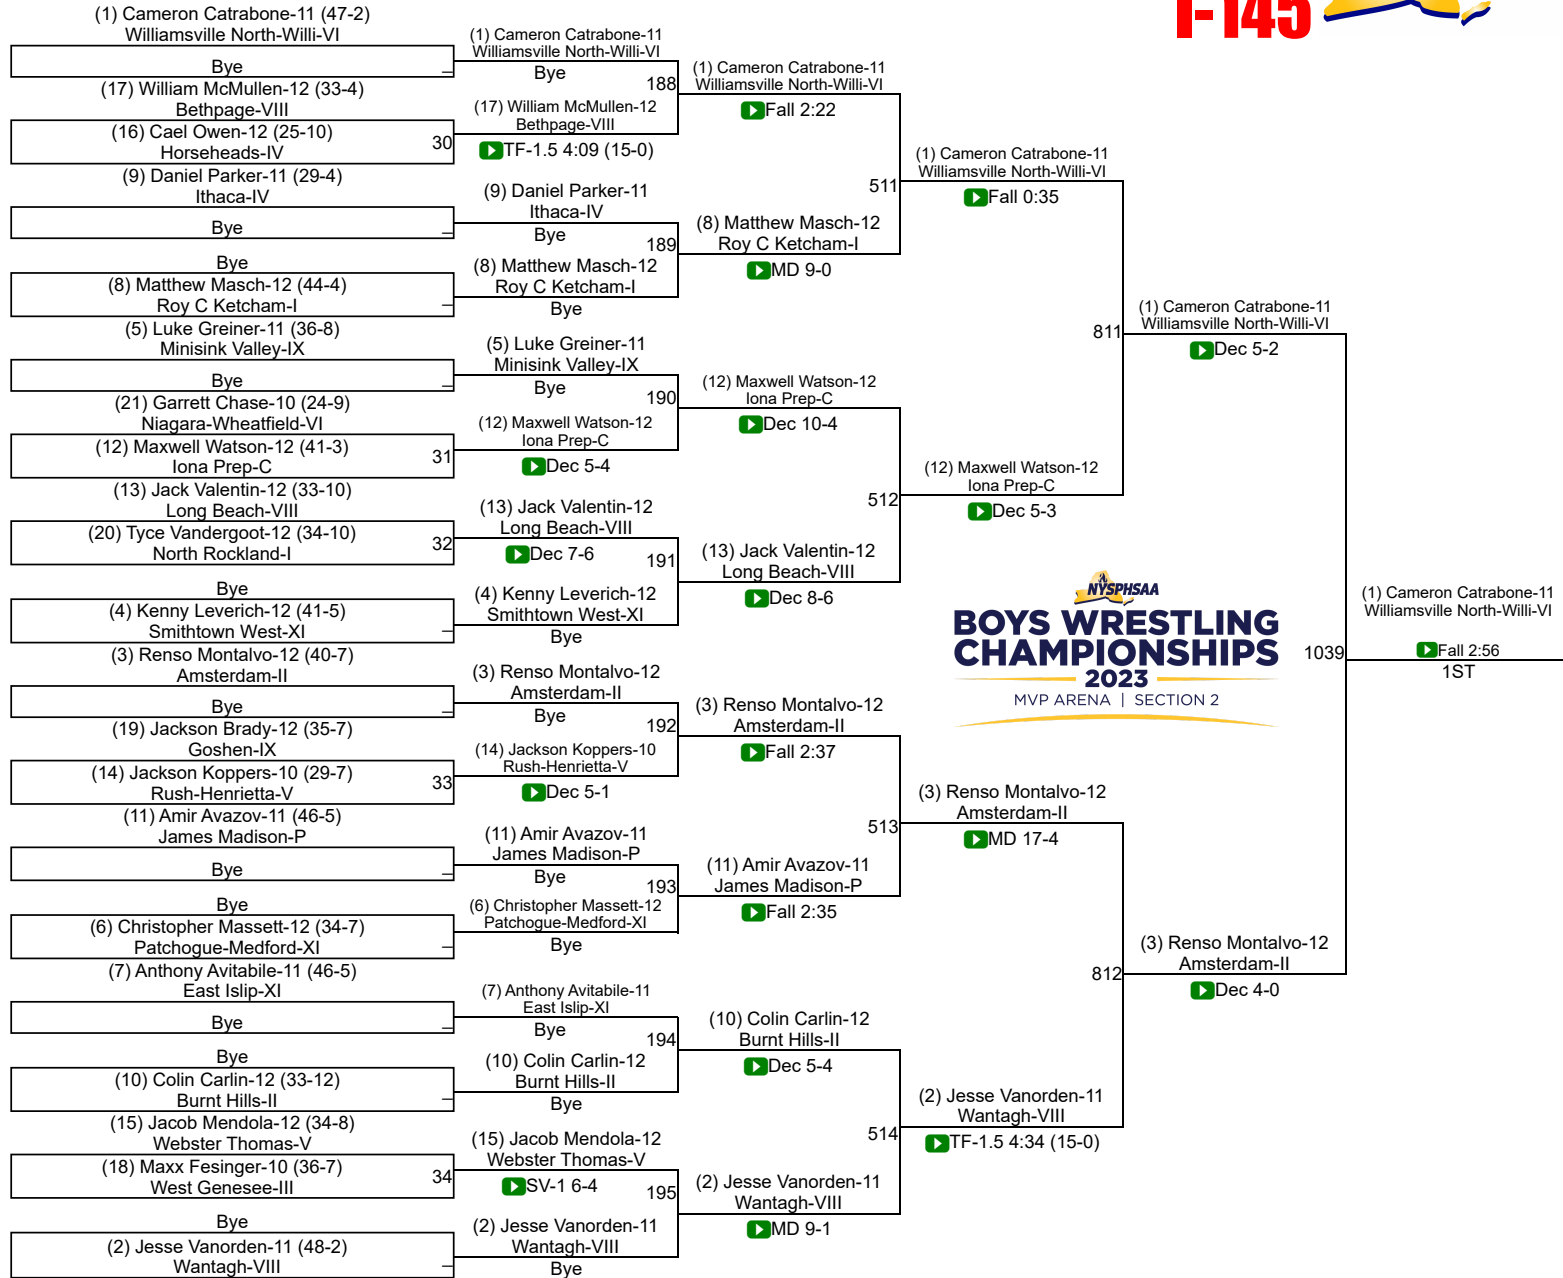 I-145
(1) Cameron Catrabone-11 (47-2)
Williamsville North-Willi-VI
Bye
(17) William McMullen-12 (33-4)
Bethpage-VIII
(16) Cael Owen-12 (25-10)
Horseheads-IV
30
(9) Daniel Parker-11 (29-4)
Ithaca-IV
Bye
Bye
(8) Matthew Masch-12 (44-4)
Roy C Ketcham-I
(5) Luke Greiner-11 (36-8)
Minisink Valley-IX
Bye
(21) Garrett Chase-10 (24-9)
Niagara-Wheatfield-VI
(12) Maxwell Watson-12 (41-3)
Iona Prep-C
31
(13) Jack Valentin-12 (33-10)
Long Beach-VIII
(20) Tyce Vandergoot-12 (34-10)
North Rockland-I
32
Bye
(4) Kenny Leverich-12 (41-5)
Smithtown West-XI
(3) Renso Montalvo-12 (40-7)
Amsterdam-II
Bye
(19) Jackson Brady-12 (35-7)
Goshen-IX
(14) Jackson Koppers-10 (29-7)
Rush-Henrietta-V
33
(11) Amir Avazov-11 (46-5)
James Madison-P
Bye
Bye
(6) Christopher Massett-12 (34-7)
Patchogue-Medford-XI
(7) Anthony Avitabile-11 (46-5)
East Islip-XI
Bye
Bye
(10) Colin Carlin-12 (33-12)
Burnt Hills-II
(15) Jacob Mendola-12 (34-8)
Webster Thomas-V
(18) Maxx Fesinger-10 (36-7)
West Genesee-III
34
Bye
(2) Jesse Vanorden-11 (48-2)
Wantagh-VIII
(1) Cameron Catrabone-11
Williamsville North-Willi-VI
Bye
188
(17) William McMullen-12
Bethpage-VIII
TF-1.5 4:09 (15-0)
(9) Daniel Parker-11
Ithaca-IV
Bye
189
(8) Matthew Masch-12
Roy C Ketcham-I
Bye
(5) Luke Greiner-11
Minisink Valley-IX
Bye
190
(12) Maxwell Watson-12
Iona Prep-C
Dec 5-4
(13) Jack Valentin-12
Long Beach-VIII
Dec 7-6
191
(4) Kenny Leverich-12
Smithtown West-XI
Bye
(3) Renso Montalvo-12
Amsterdam-II
Bye
192
(14) Jackson Koppers-10
Rush-Henrietta-V
Dec 5-1
(11) Amir Avazov-11
James Madison-P
Bye
193
(6) Christopher Massett-12
Patchogue-Medford-XI
Bye
(7) Anthony Avitabile-11
East Islip-XI
Bye
194
(10) Colin Carlin-12
Burnt Hills-II
Bye
(15) Jacob Mendola-12
Webster Thomas-V
SV-1 6-4
195
(2) Jesse Vanorden-11
Wantagh-VIII
Bye
(1) Cameron Catrabone-11
Williamsville North-Willi-VI
Fall 2:22
511
(8) Matthew Masch-12
Roy C Ketcham-I
MD 9-0
(12) Maxwell Watson-12
Iona Prep-C
Dec 10-4
512
(13) Jack Valentin-12
Long Beach-VIII
Dec 8-6
(3) Renso Montalvo-12
Amsterdam-II
Fall 2:37
513
(11) Amir Avazov-11
James Madison-P
Fall 2:35
(10) Colin Carlin-12
Burnt Hills-II
Dec 5-4
514
(2) Jesse Vanorden-11
Wantagh-VIII
MD 9-1
(1) Cameron Catrabone-11
Williamsville North-Willi-VI
Fall 0:35
811
(12) Maxwell Watson-12
Iona Prep-C
Dec 5-3
(3) Renso Montalvo-12
Amsterdam-II
MD 17-4
812
(2) Jesse Vanorden-11
Wantagh-VIII
TF-1.5 4:34 (15-0)
(1) Cameron Catrabone-11
Williamsville North-Willi-VI
Dec 5-2
1039
(3) Renso Montalvo-12
Amsterdam-II
Dec 4-0
(1) Cameron Catrabone-11
Williamsville North-Willi-VI
Fall 2:56
1ST
NYSPHSAA
BOYS WRESTLING
CHAMPIONSHIPS
2023
MVP ARENA | SECTION 2